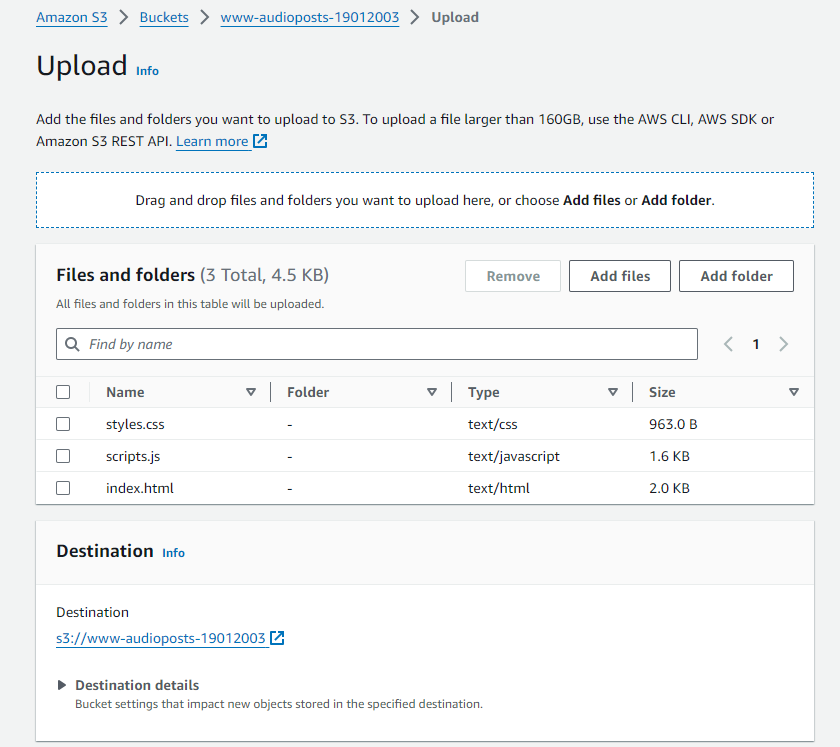 Amazon S3 > Buckets > www-audioposts-19012003 > Upload
Upload Info
Add the files and folders you want to upload to S3. To upload a file larger than 160GB, use the AWS CLI, AWS SDK or
Amazon S3 REST API. Learn more
Drag and drop files and folders you want to upload here, or choose Add files or Add folder.
Files and folders (3 Total, 4.5 KB)
Remove Add files Add folder
All files and folders in this table will be uploaded.
Find by name
1
Name Folder Type Size
styles.css - text/css 963.0 B
scripts.js - text/javascript 1.6 KB
index.html - text/html 2.0 KB
Destination Info
Destination
s3://www-audioposts-19012003
Destination details
Bucket settings that impact new objects stored in the specified destination.